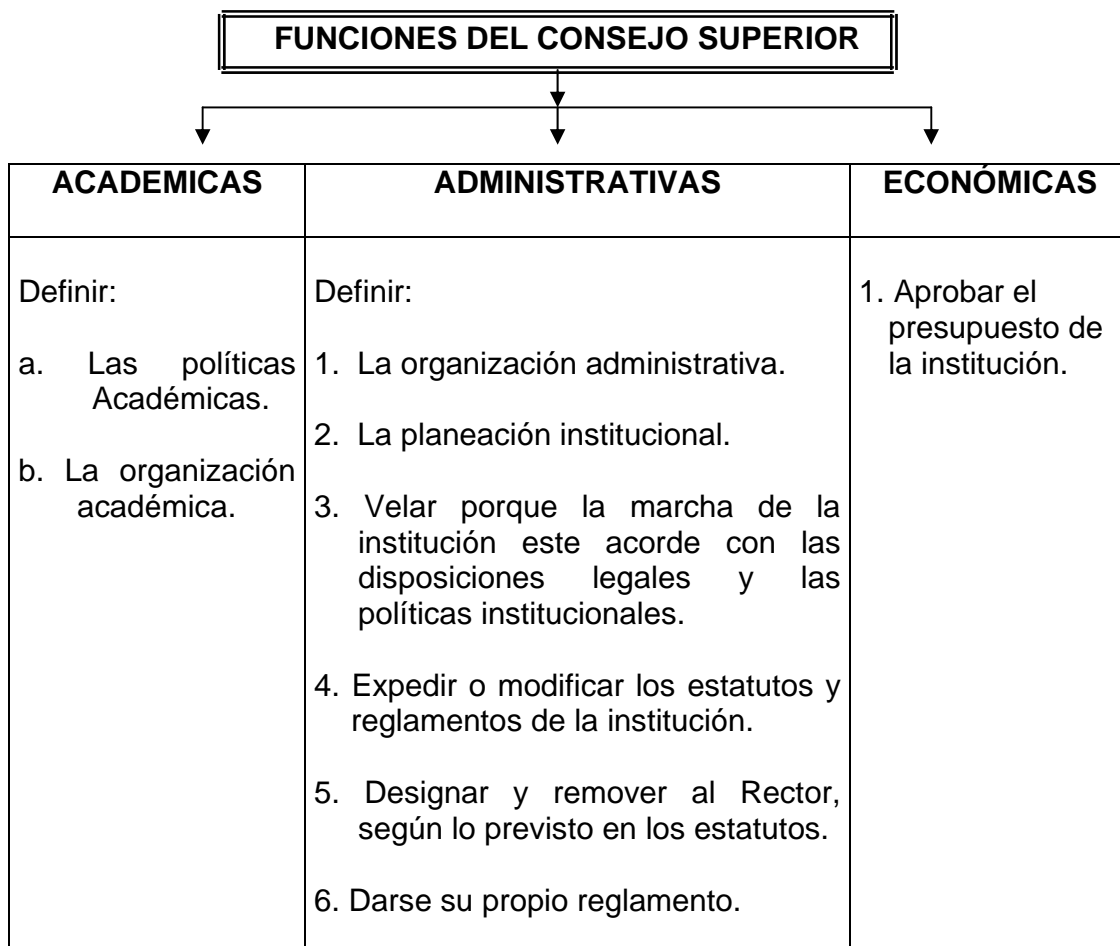 FUNCIONES DEL CONSEJO SUPERIOR
ACADEMICAS
Definir:
a. Las políticas
Académicas.
b. La organización
académica.
ADMINISTRATIVAS
Definir:
1. La organización administrativa.
2. La planeación institucional.
3. Velar porque la marcha de la
institución este acorde con las
disposiciones legales y las
políticas institucionales.
4. Expedir o modificar los estatutos y
reglamentos de la institución.
5. Designar y remover al Rector,
según lo previsto en los estatutos.
6. Darse su propio reglamento.
ECONÓMICAS
1. Aprobar el
presupuesto de
la institución.